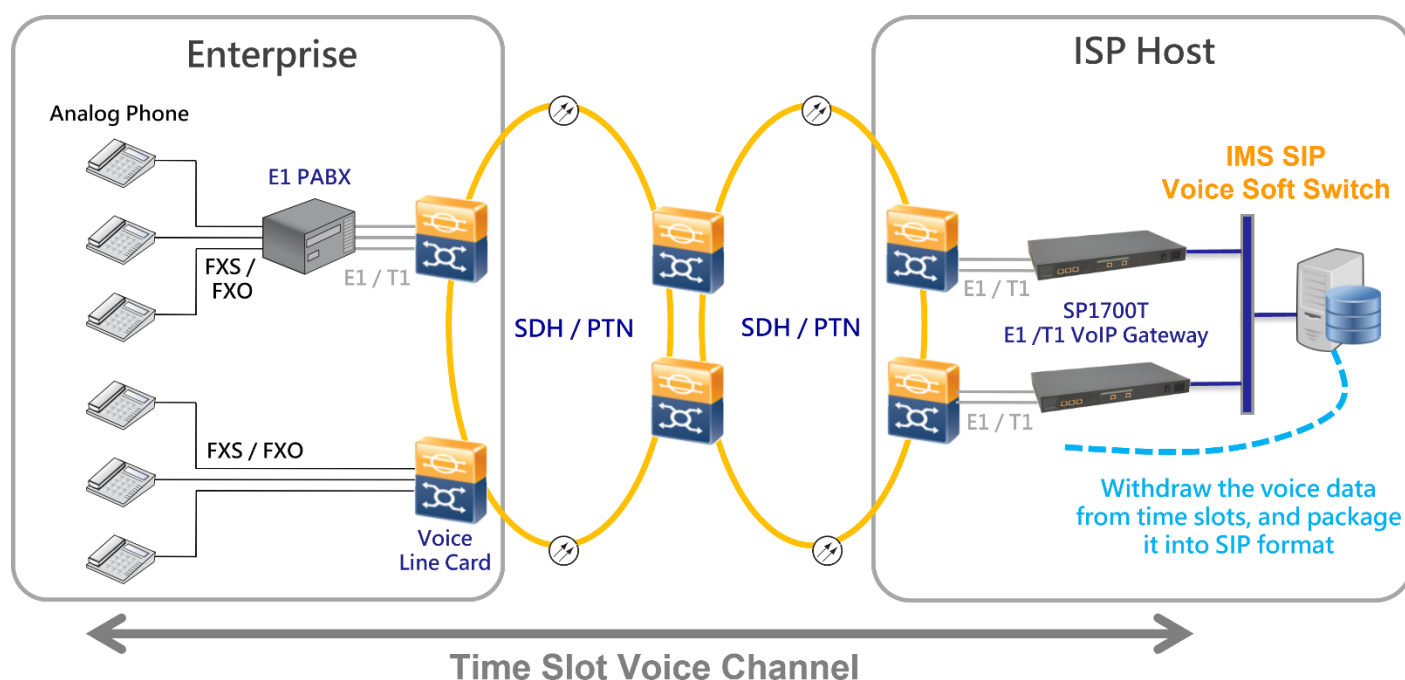 Enterprise
ISP Host
Analog Phone
E1 PABX
FXS /
FXO
E1 / T1
FXS / FXO
Voice
Line Card
SDH / PTN
SDH / PTN
E1 / T1
E1 / T1
SP1700T
E1 /T1 VoIP Gateway
IMS SIP
Voice Soft Switch
Withdraw the voice data
from time slots, and package
it into SIP format
Time Slot Voice Channel